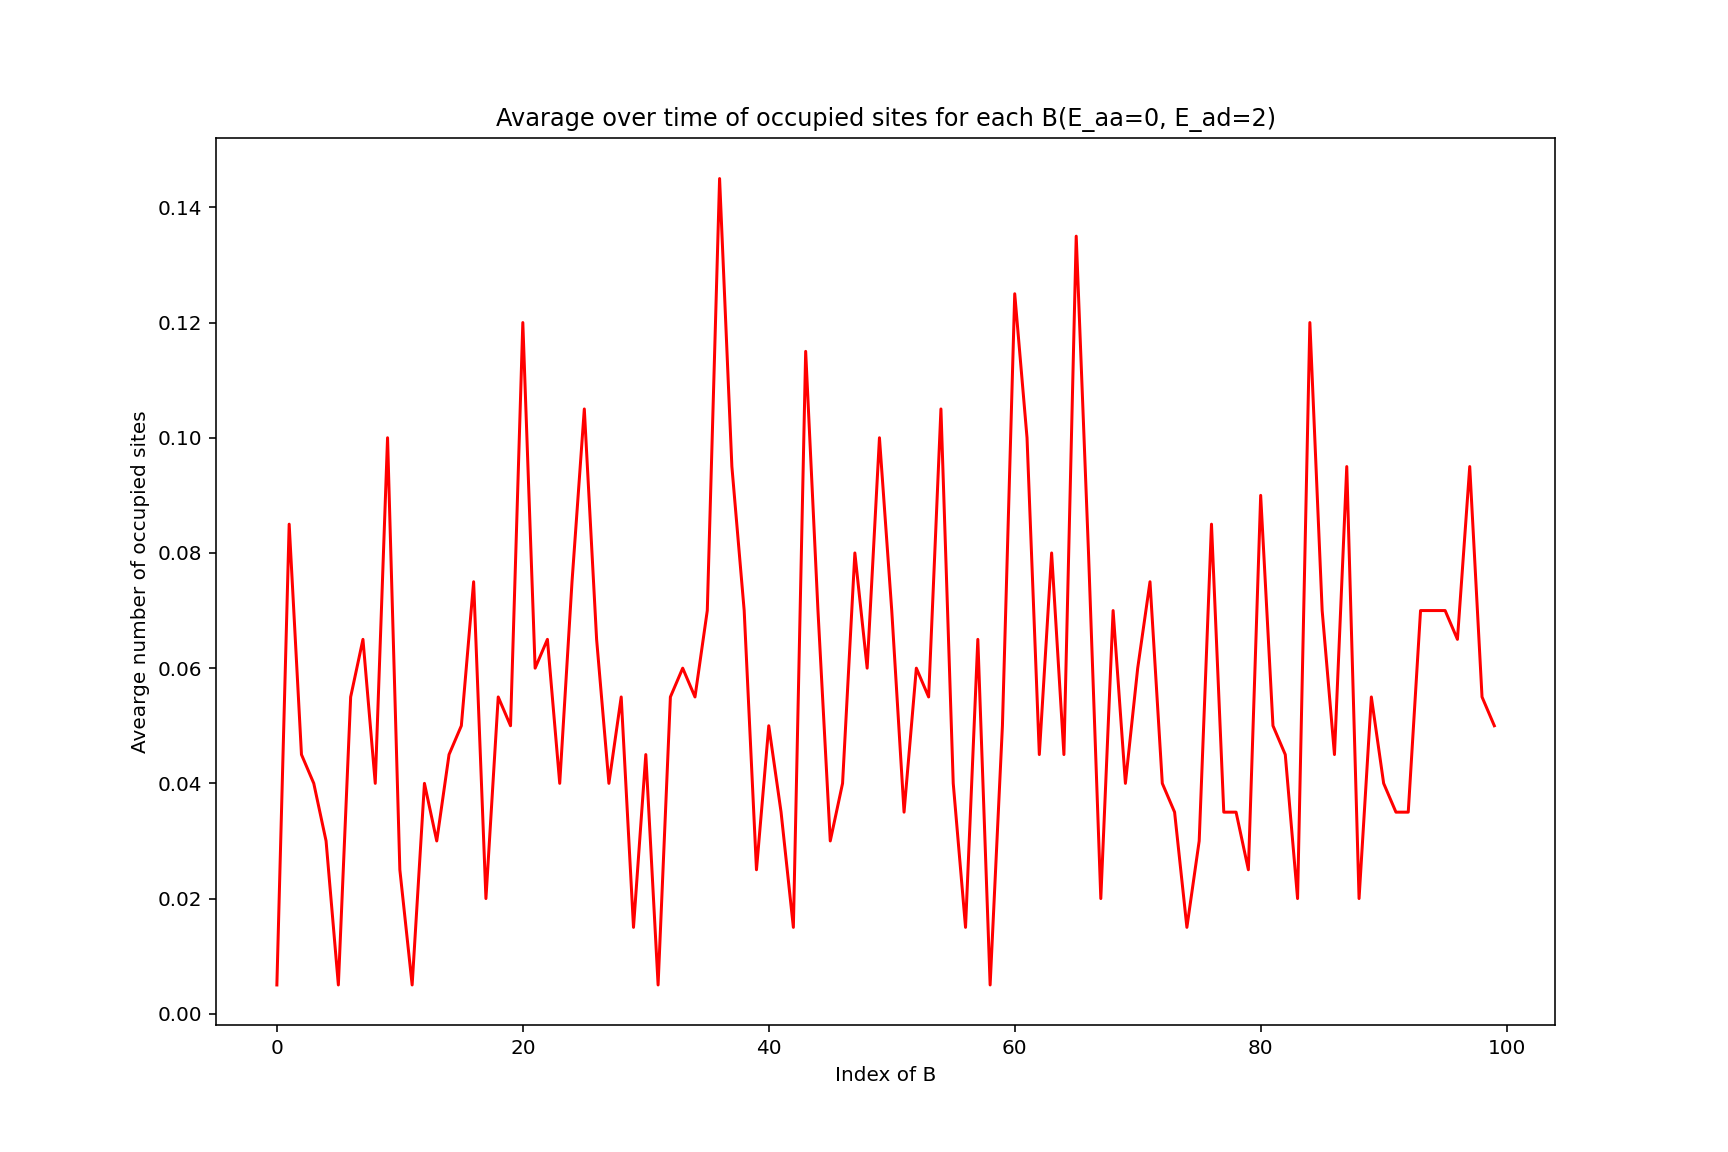 Avarage over time of occupied sites for each B(E_aa=0, E_ad=2)
0.14
0.12
0.10
0.08
0.06
0.04
0.02
0.00
Avearge number of occupied sites
0 20 40 60 80 100
Index of B